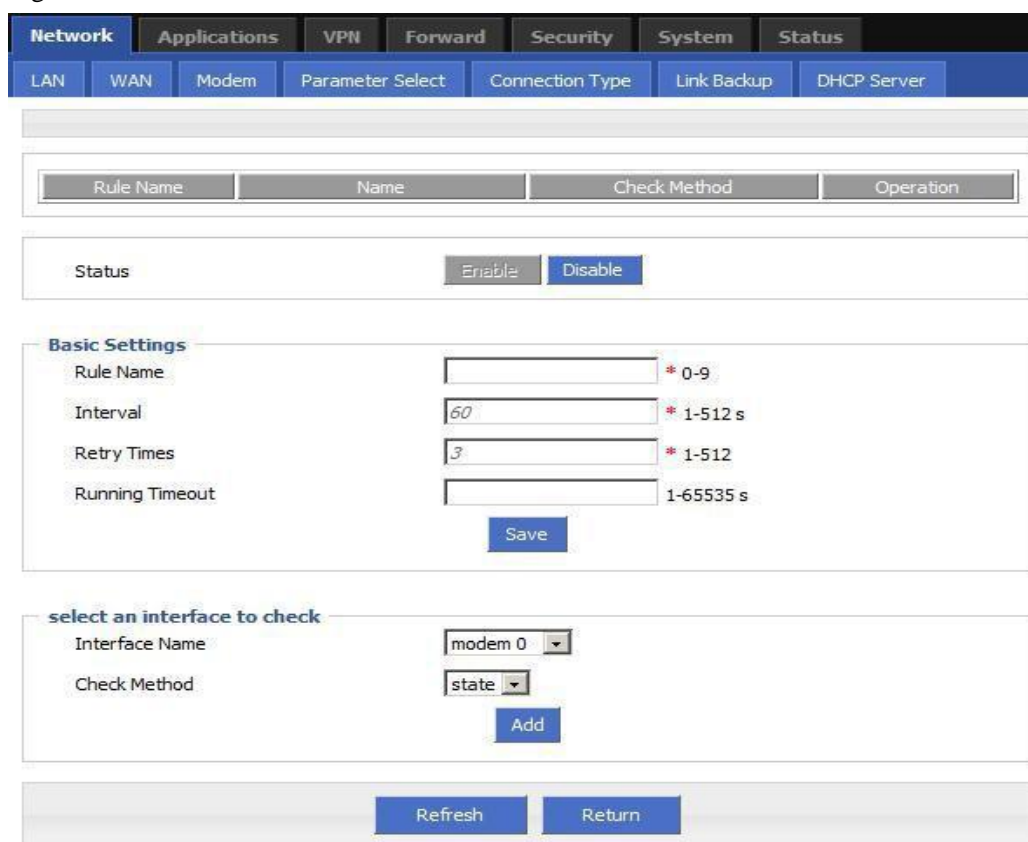 Network Applications VPN Forward Security System Status
LAN WAN Modem Parameter Select Connection Type Link Backup DHCP Server
Rule Name Name Check Method Operation
Status Enable Disable
Basic Settings
Rule Name * 0-9
Interval 60 * 1-512 s
Retry Times 3 * 1-512
Running Timeout 1-65535 s
Save
select an interface to check
Interface Name modem 0
Check Method state
Add
Refresh Return